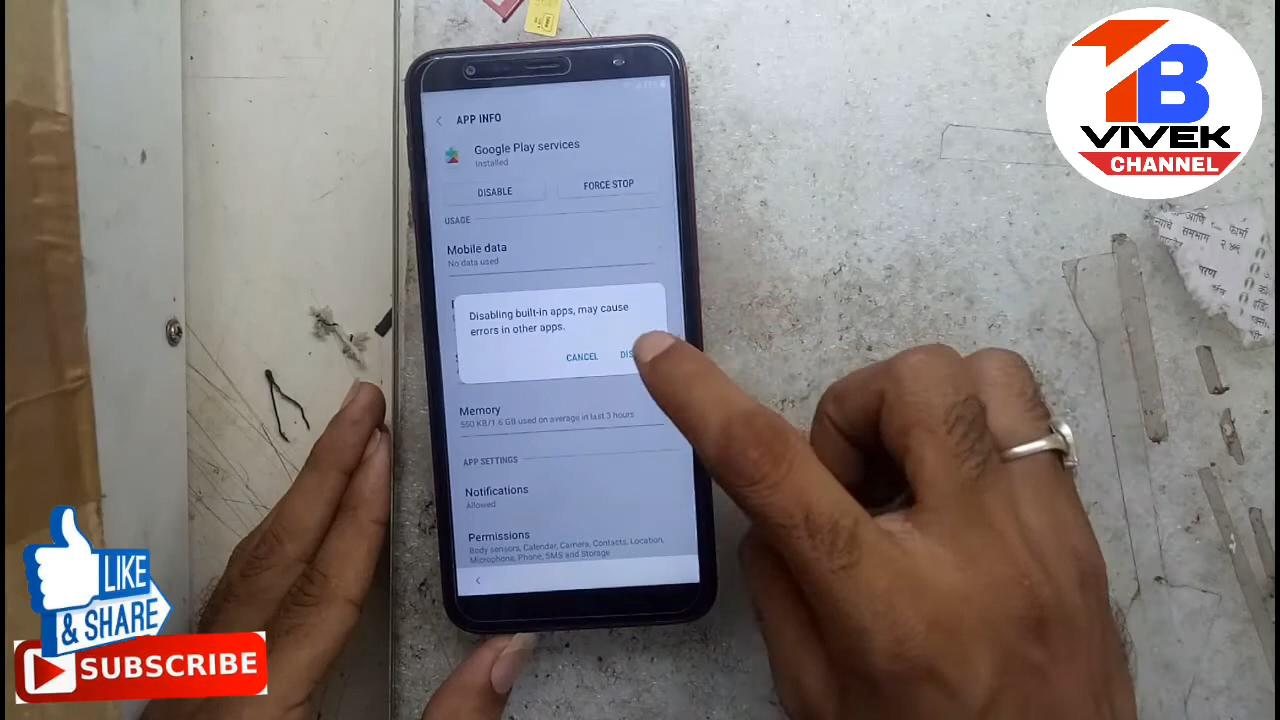 APP INFO
Google Play services
Installed
DISABLE
FORCE STOP
USAGE
Mobile data
No data used
Disabling built-in apps, may cause
errors in other apps.
CANCEL
Memory
550 KB/1.6 GB used on average in last 3 hours
APP SETTINGS
Notifications
Allowed
Permissions
Body sensors, Calendar, Camera, Contacts, Location,
Microphone, Phone, SMS and Storage
TB
VIVEK
CHANNEL
LIKE
& SHARE
SUBSCRIBE